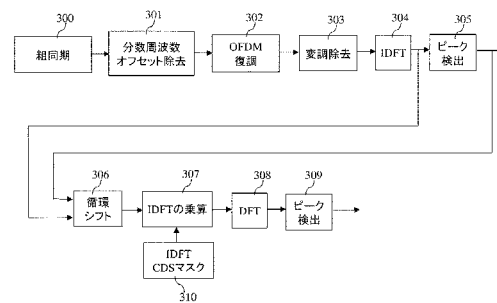 300
301
302
303
304
305
組同期
分数周波数
オフセット除去
OFDM
復調
変調除去
IDFT
ピーク
検出
306
307
308
309
循環
シフト
IDFTの乗算
DFT
ピーク
検出
IDFT
CDSマスク
310